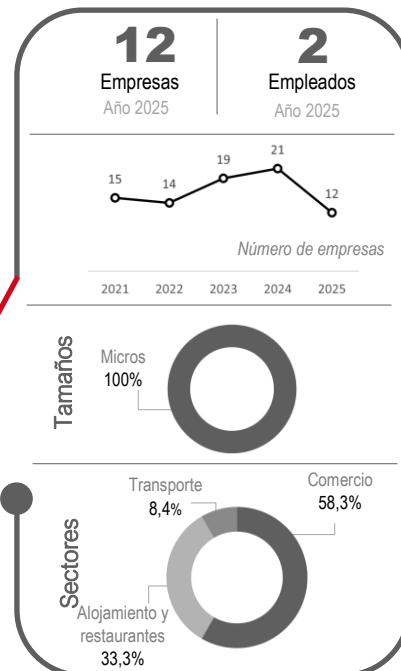 12
Empresas
Año 2025
2
Empleados
Año 2025
15
14
19
21
12
Número de empresas
2021 2022 2023 2024 2025
Tamaños
Micros
100%
Sectores
Transporte
8,4%
Comercio
58,3%
Alojamiento y
restaurantes
33,3%